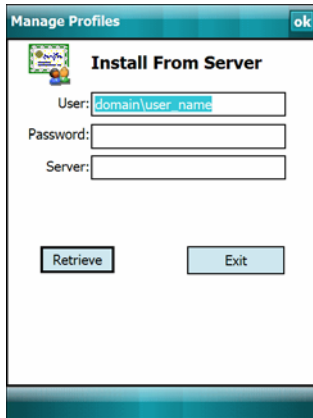 Manage Profiles ok
Install From Server
User: domain\user_name
Password:
Server:
Retrieve Exit